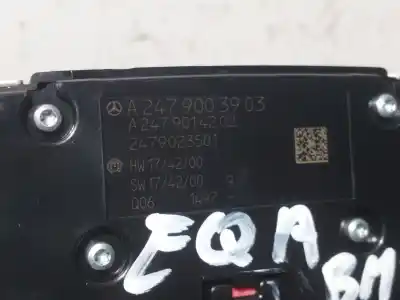 A 247 900 39 03
A 247 901 42 02
2479023501
HW 17/42/00
SW 17/42/00
Q06
EQA
BM